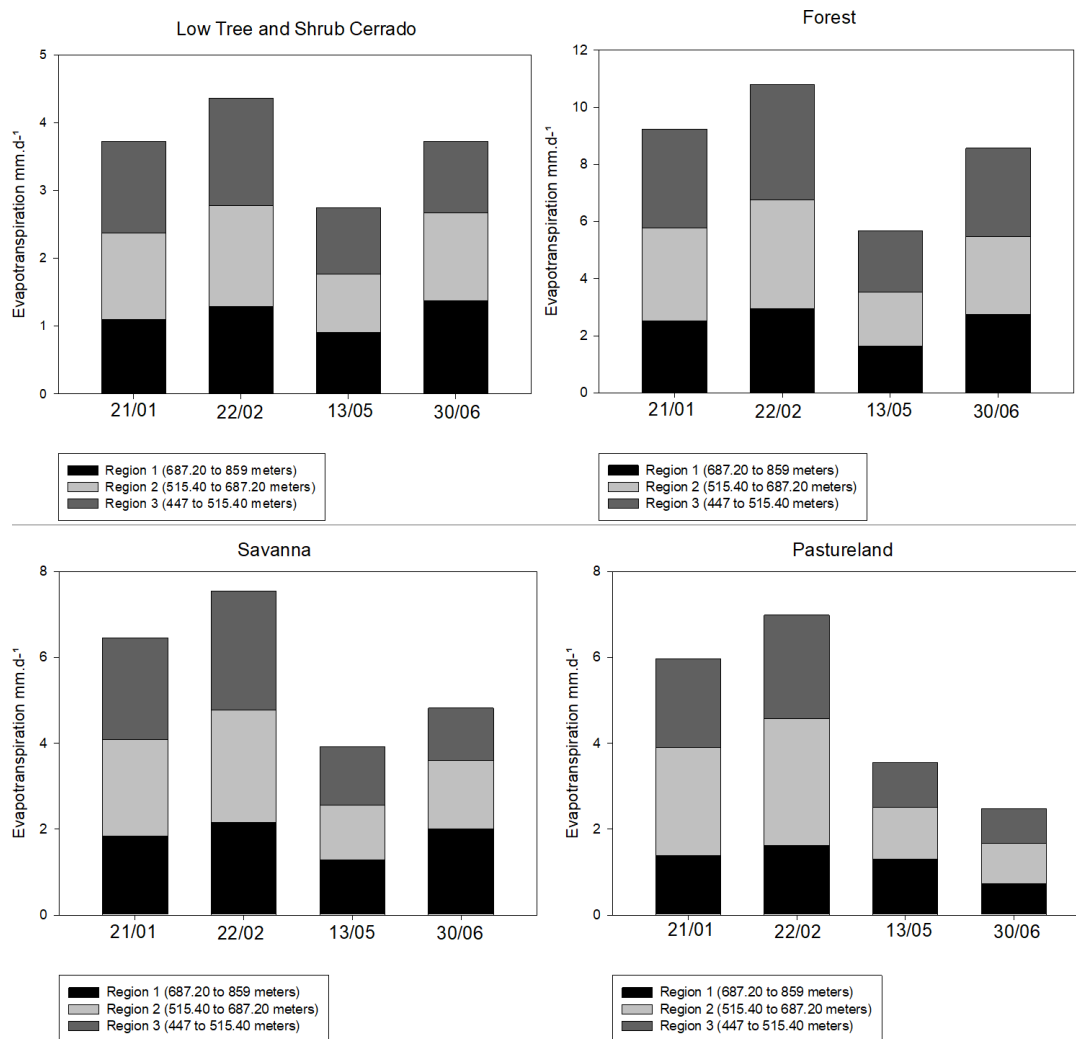 Low Tree and Shrub Cerrado
Evapotranspiration mm.d-¹
5
4
3
2
1
0
21/01 22/02 13/05 30/06
Region 1 (687.20 to 859 meters)
Region 2 (515.40 to 687.20 meters)
Region 3 (447 to 515.40 meters)
Forest
Evapotranspiration mm.d-¹
12
10
8
6
4
2
0
21/01 22/02 13/05 30/06
Region 1 (687.20 to 859 meters)
Region 2 (515.40 to 687.20 meters)
Region 3 (447 to 515.40 meters)
Savanna
Evapotranspiration mm.d-¹
8
6
4
2
0
21/01 22/02 13/05 30/06
Region 1 (687.20 to 859 meters)
Region 2 (515.40 to 687.20 meters)
Region 3 (447 to 515.40 meters)
Pastureland
Evapotranspiration mm.d-¹
8
6
4
2
0
21/01 22/02 13/05 30/06
Region 1 (687.20 to 859 meters)
Region 2 (515.40 to 687.20 meters)
Region 3 (447 to 515.40 meters)